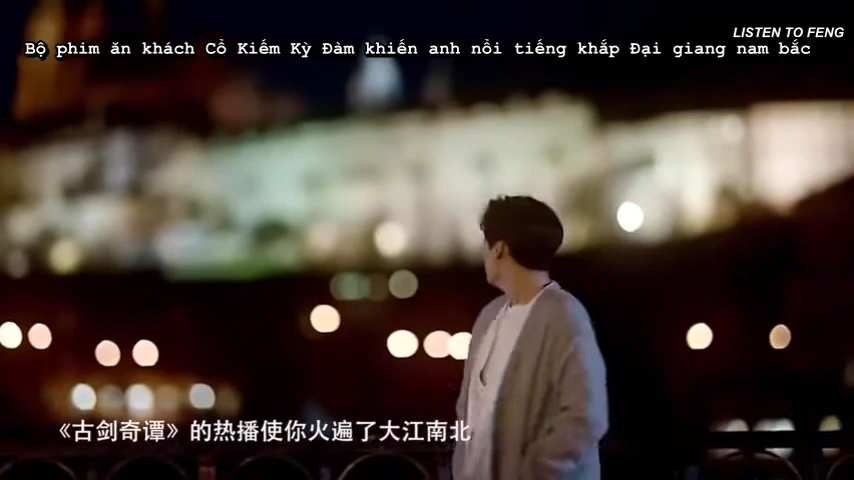 LISTEN TO FENG
Bộ phim ăn khách Cổ Kiếm Kỳ Đàm khiến anh nổi tiếng khắp Đại giang nam bắc
《古剑奇谭》的热播使你火遍了大江南北